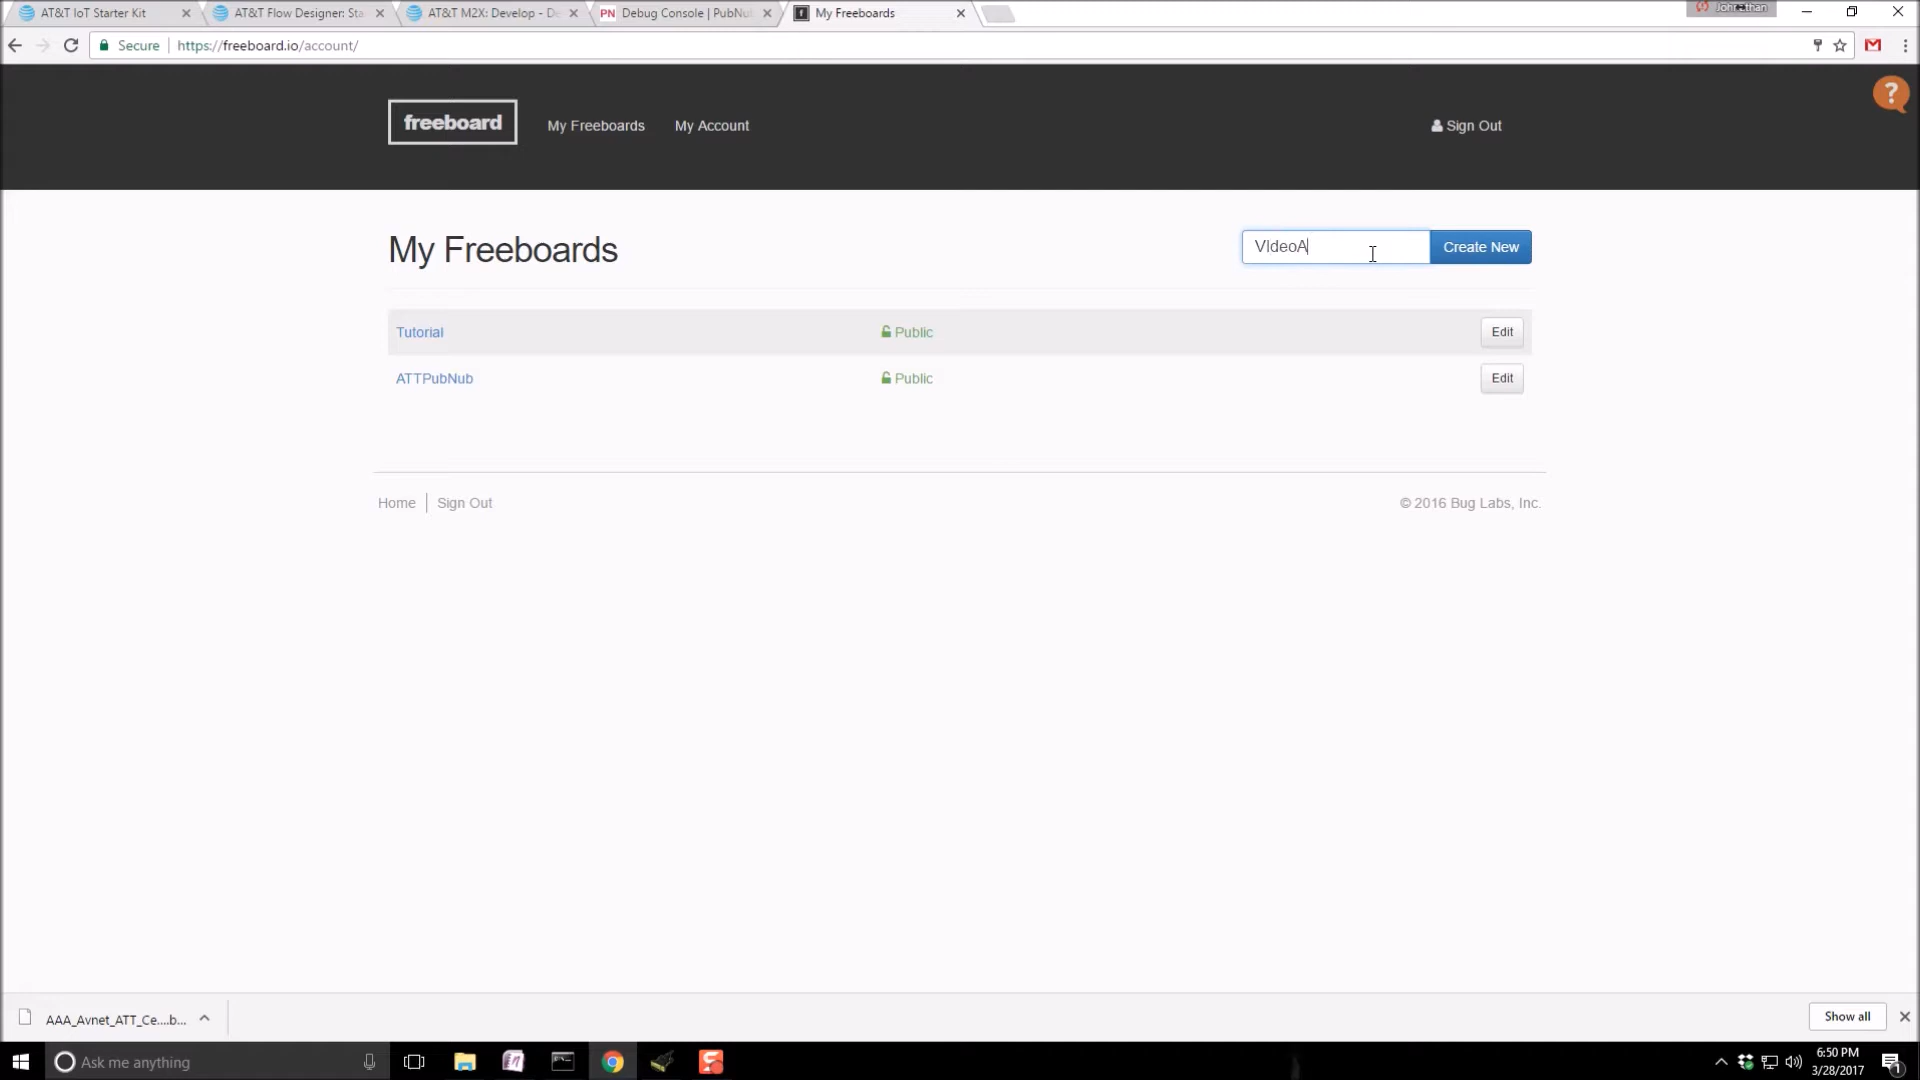 AT&T IoT Starter Kit
AT&T Flow Designer: Sta
AT&T M2X: Develop - De
PN Debug Console | PubNu
f My Freeboards
Johnathan
Secure | https://freeboard.io/account/
freeboard
My Freeboards
My Account
Sign Out
?
My Freeboards
VIdeoA
Create New
Tutorial
Public
Edit
ATTPubNub
Public
Edit
Home
Sign Out
© 2016 Bug Labs, Inc.
AAA_Avnet_ATT_Ce....b...
Show all
Ask me anything
6:50 PM
3/28/2017
1